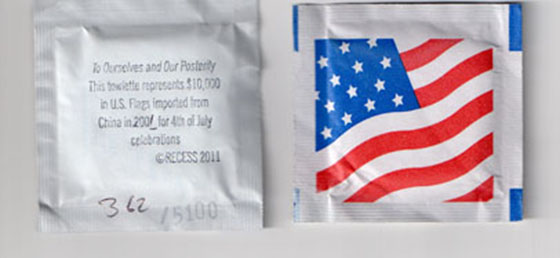 To Ourselves and Our Posterity
This towlette represents $10,000
in U.S. Flags imported from
China in 200/ for 4th of July
celebrations
©RECESS 2011
362 /5100